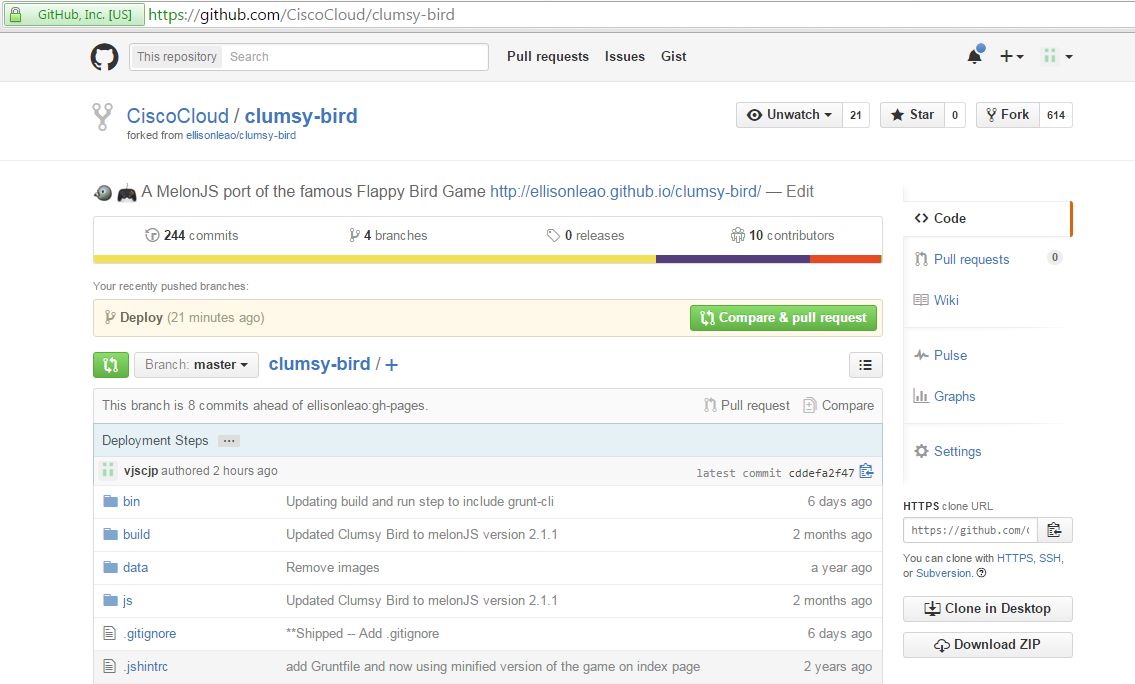 GitHub, Inc. [US] https://github.com/CiscoCloud/clumsy-bird
This repository Search Pull requests Issues Gist
CiscoCloud / clumsy-bird
forked from ellisonleao/clumsy-bird
Unwatch 21 Star 0 Fork 614
A MelonJS port of the famous Flappy Bird Game http://ellisonleao.github.io/clumsy-bird/ — Edit
244 commits 4 branches 0 releases 10 contributors
Your recently pushed branches:
Deploy (21 minutes ago) Compare & pull request
Branch: master clumsy-bird / +
This branch is 8 commits ahead of ellisonleao:gh-pages. Pull request Compare
Deployment Steps ...
vjscjp authored 2 hours ago latest commit cddefa2f47
bin Updating build and run step to include grunt-cli 6 days ago
build Updated Clumsy Bird to melonJS version 2.1.1 2 months ago
data Remove images a year ago
js Updated Clumsy Bird to melonJS version 2.1.1 2 months ago
.gitignore **Shipped -- Add .gitignore 6 days ago
.jshintrc add Gruntfile and now using minified version of the game on index page 2 years ago
Code
Pull requests 0
Wiki
Pulse
Graphs
Settings
HTTPS clone URL
https://github.com/
You can clone with HTTPS, SSH,
or Subversion.
Clone in Desktop
Download ZIP